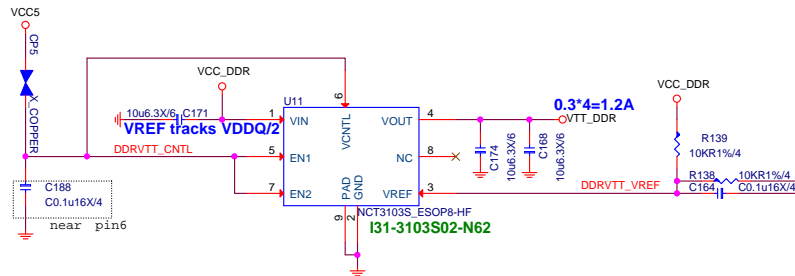 VCC5
CP5
X_COPPER
VCC_DDR
10u6.3X/6
C171
VREF tracks VDDQ/2
DDRVTT_CNTL
C188
C0.1u16X/4
near pin6
U11
1
5
7
6
4
8
3
9
2
VIN
EN1
EN2
VCNTL
VOUT
NC
VREF
PAD
GND
NCT3103S_ESOP8-HF
I31-3103S02-N62
0.3*4=1.2A
VTT_DDR
C174
10u6.3X/6
C168
10u6.3X/6
DDRVTT_VREF
VCC_DDR
R139
10KR1%/4
R138
10KR1%/4
C164
C0.1u16X/4